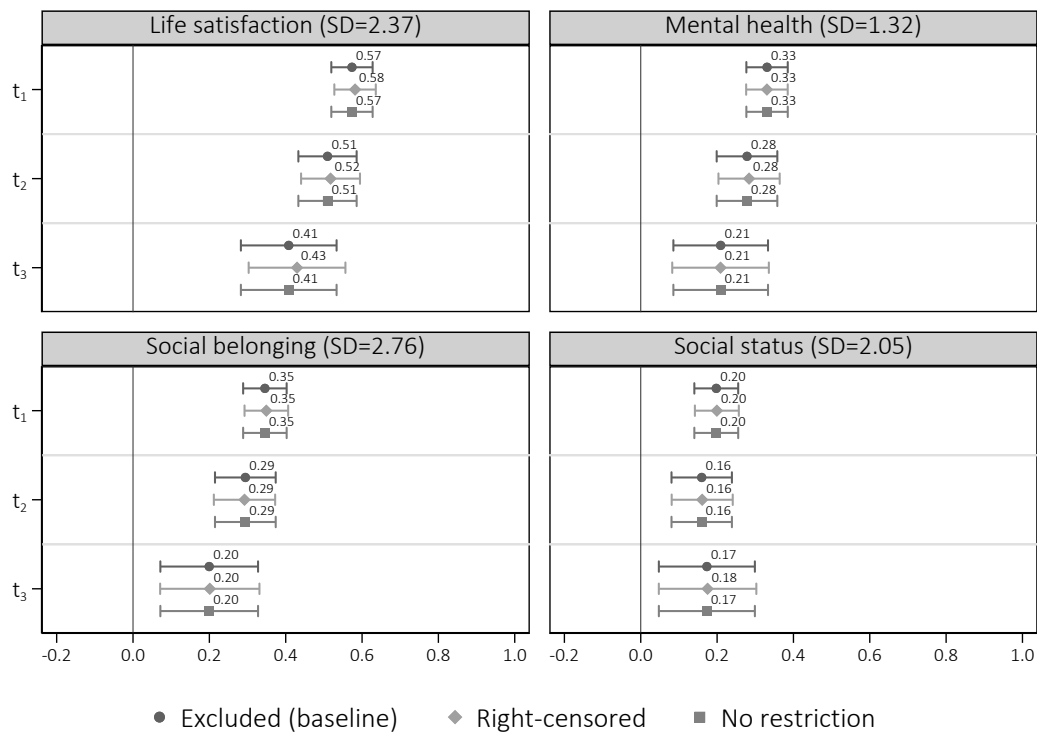 Life satisfaction (SD=2.37)
Mental health (SD=1.32)
t1
0.57
0.58
0.57
0.33
0.33
0.33
t2
0.51
0.52
0.51
0.28
0.28
0.28
t3
0.41
0.43
0.41
0.21
0.21
0.21
Social belonging (SD=2.76)
Social status (SD=2.05)
t1
0.35
0.35
0.35
0.20
0.20
0.20
t2
0.29
0.29
0.29
0.16
0.16
0.16
t3
0.20
0.20
0.20
0.17
0.18
0.17
-0.2 0.0 0.2 0.4 0.6 0.8 1.0
-0.2 0.0 0.2 0.4 0.6 0.8 1.0
Excluded (baseline) Right-censored No restriction